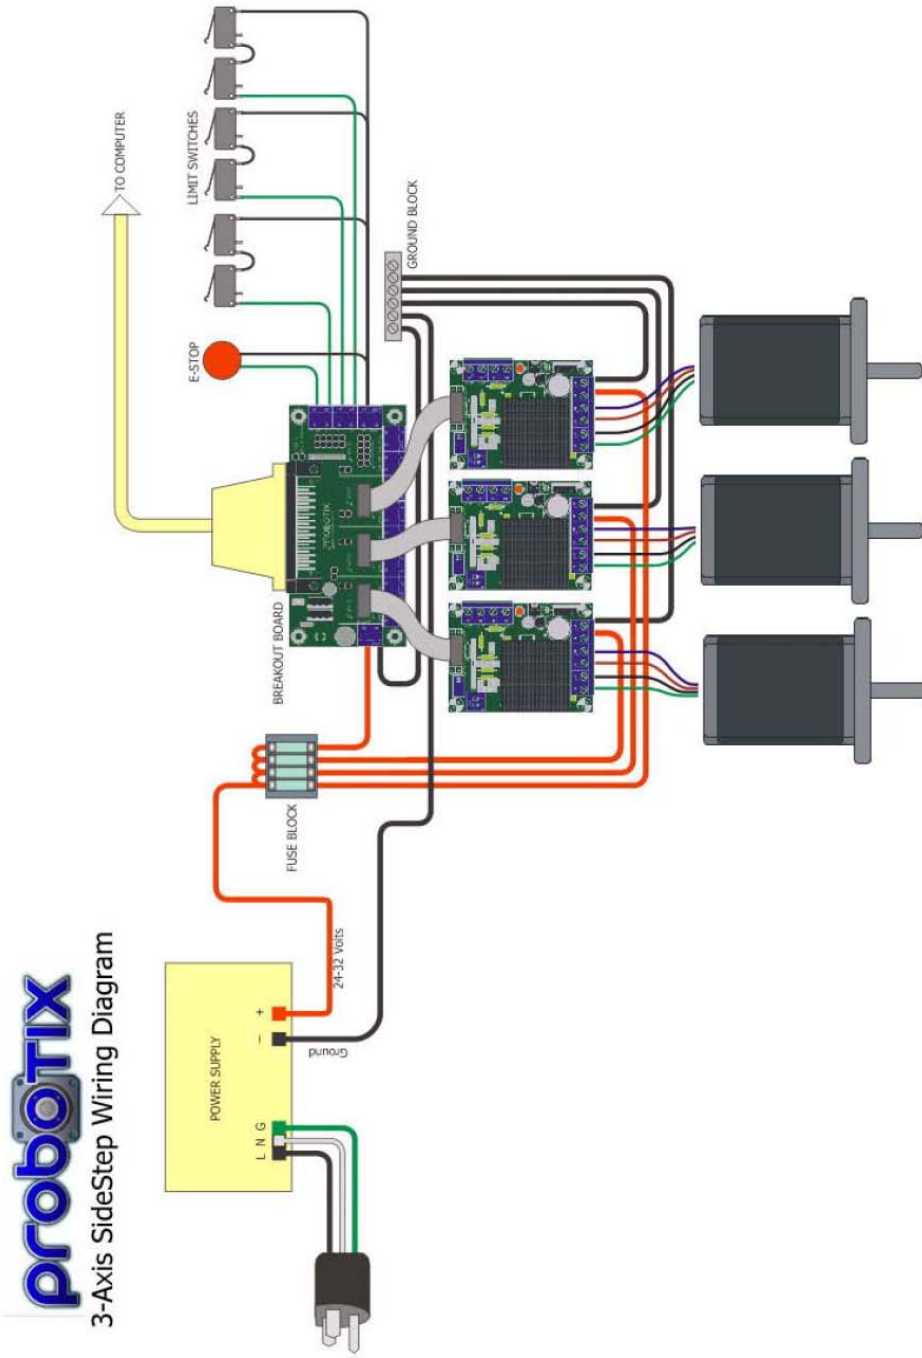 probotix
3-Axis SideStep Wiring Diagram
POWER SUPPLY
L N G
–
+
Ground
24-32 Volts
FUSE BLOCK
BREAKOUT BOARD
PROBOTIX
E-STOP
TO COMPUTER
LIMIT SWITCHES
GROUND BLOCK